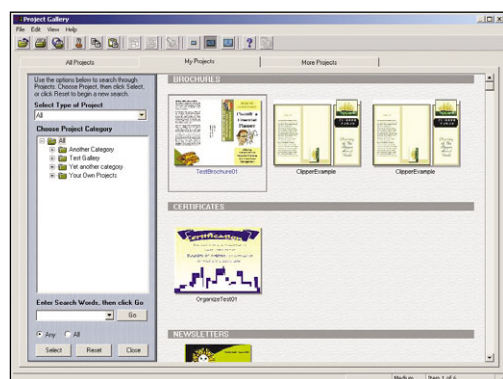 Project Gallery
File Edit View Help
All Projects
My Projects
More Projects
Use the options below to search through
Projects. Choose Project, then click Select,
or click Reset to begin a new search.
Select Type of Project
All
Choose Project Category
All
Another Category
Test Gallery
Yet another category
Your Own Projects
Enter Search Words, then click Go
Go
Any All
Select Reset Close
BROCHURES
TestBrochure01
ClipperExample
ClipperExample
CERTIFICATES
Certification
OrganizeTest01
NEWSLETTERS
Medium Item 1 of 4